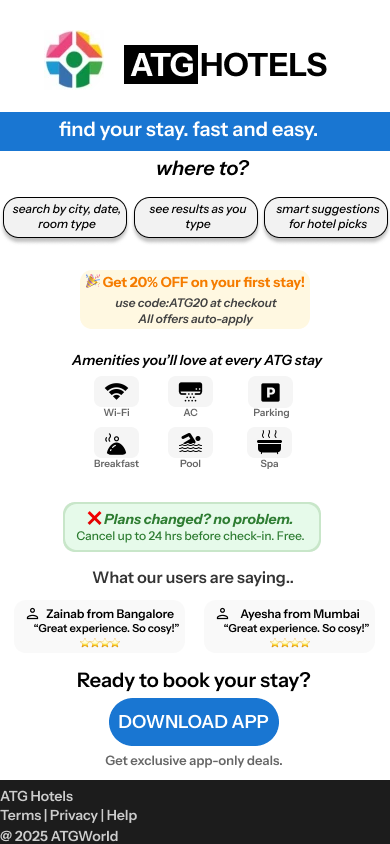 ATGHOTELS
find your stay. fast and easy.
where to?
search by city, date,
room type
see results as you
type
smart suggestions
for hotel picks
🎉 Get 20% OFF on your first stay!
use code:ATG20 at checkout
All offers auto-apply
Amenities you'll love at every ATG stay
P
Wi-Fi AC Parking
Breakfast Pool Spa
❌ Plans changed? no problem.
Cancel up to 24 hrs before check-in. Free.
What our users are saying..
Zainab from Bangalore
“Great experience. So cosy!”
Ayesha from Mumbai
“Great experience. So cosy!”
Ready to book your stay?
DOWNLOAD APP
Get exclusive app-only deals.
ATG Hotels
Terms | Privacy | Help
@ 2025 ATGWorld